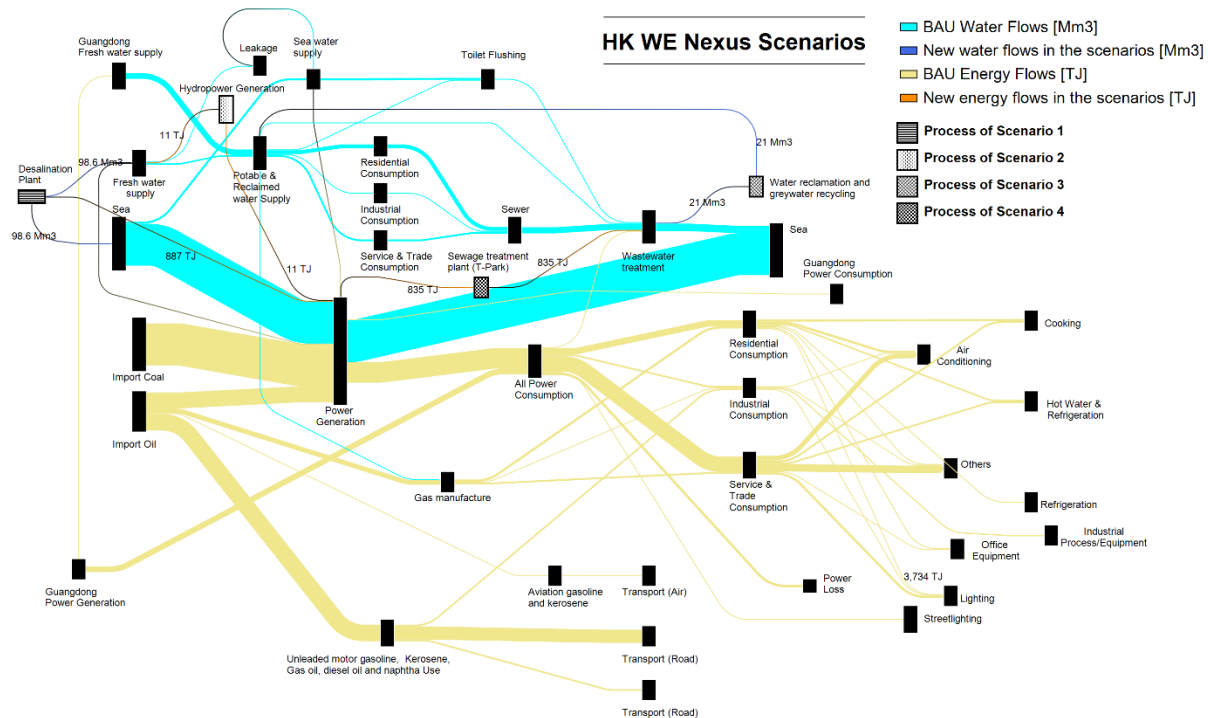 HK WE Nexus Scenarios
BAU Water Flows [Mm3]
New water flows in the scenarios [Mm3]
BAU Energy Flows [TJ]
New energy flows in the scenarios [TJ]
Process of Scenario 1
Process of Scenario 2
Process of Scenario 3
Process of Scenario 4
Guangdong
Fresh water supply
Leakage
Sea water
supply
Toilet Flushing
Hydropower Generation
11 TJ
98.6 Mm3
Desalination
Plant
Fresh water
supply
Potable &
Reclaimed
water Supply
Residential
Consumption
Industrial
Consumption
Service & Trade
Consumption
Sewer
21 Mm3
Water reclamation and
greywater recycling
21 Mm3
Sea
98.6 Mm3
887 TJ
11 TJ
Sewage treatment
plant (T-Park)
835 TJ
835 TJ
Wastewater
treatment
Sea
Guangdong
Power Consumption
Import Coal
Import Oil
Power
Generation
All Power
Consumption
Residential
Consumption
Industrial
Consumption
Service &
Trade
Consumption
Cooking
Air
Conditioning
Hot Water &
Refrigeration
Others
Refrigeration
Industrial
Process/Equipment
Office
Equipment
3,734 TJ
Lighting
Streetlighting
Power
Loss
Gas manufacture
Guangdong
Power Generation
Aviation gasoline
and kerosene
Transport (Air)
Unleaded motor gasoline, Kerosene,
Gas oil, diesel oil and naphtha Use
Transport (Road)
Transport (Road)